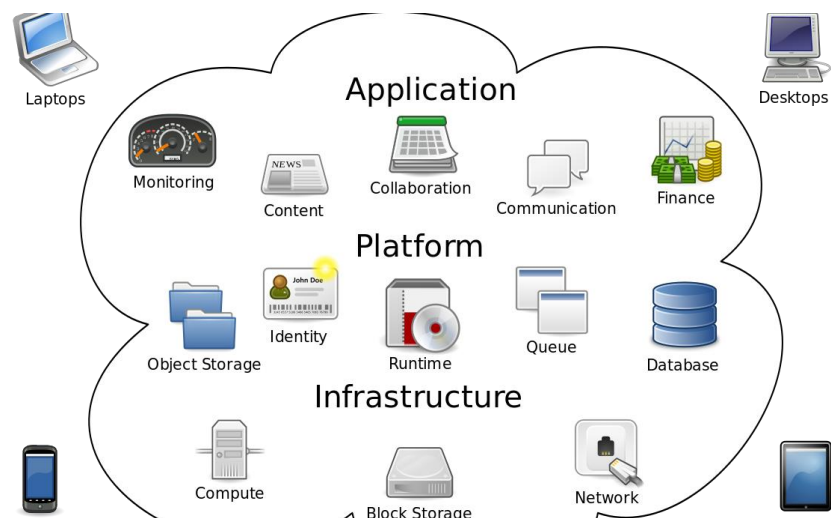 Laptops
Desktops
Application
Monitoring
NEWS
Content
Collaboration
Communication
Finance
Platform
John Doe
Object Storage
Identity
Runtime
Queue
Database
Infrastructure
Compute
Block Storage
Network